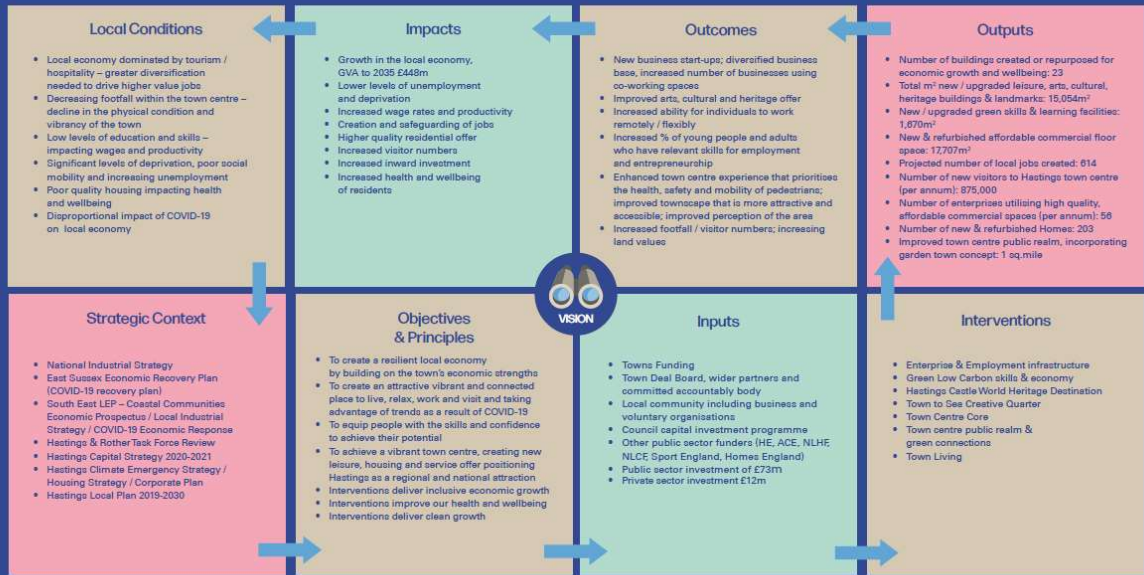 Local Conditions
• Local economy dominated by tourism /
hospitality – greater diversification
needed to drive higher value jobs
• Decreasing footfall within the town centre –
decline in the physical condition and
vibrancy of the town
• Low levels of education and skills –
impacting wages and productivity
• Significant levels of deprivation, poor social
mobility and increasing unemployment
• Poor quality housing impacting health
and wellbeing
• Disproportional impact of COVID-19
on local economy
Impacts
• Growth in the local economy,
GVA to 2035 £448m
• Lower levels of unemployment
and deprivation
• Increased wage rates and productivity
• Creation and safeguarding of jobs
• Higher quality residential offer
• Increased visitor numbers
• Increased inward investment
• Increased health and wellbeing
of residents
Outcomes
• New business start-ups; diversified business
base, increased number of businesses using
co-working spaces
• Improved arts, cultural and heritage offer
• Increased ability for individuals to work
remotely / flexibly
• Increased % of young people and adults
who have relevant skills for employment
and entrepreneurship
• Enhanced town centre experience that prioritises
the health, safety and mobility of pedestrians;
improved townscape that is more attractive and
accessible; improved perception of the area
• Increased footfall / visitor numbers; increasing
land values
Outputs
• Number of buildings created or repurposed for
economic growth and wellbeing: 23
• Total m² new / upgraded leisure, arts, cultural,
heritage buildings & landmarks: 15,054m²
• New / upgraded green skills & learning facilities:
1,670m²
• New & refurbished affordable commercial floor
space: 17,707m²
• Projected number of local jobs created: 614
• Number of new visitors to Hastings town centre
(per annum): 875,000
• Number of enterprises utilising high quality,
affordable commercial spaces (per annum): 56
• Number of new & refurbished Homes: 203
• Improved town centre public realm, incorporating
garden town concept: 1 sq.mile
VISION
Strategic Context
• National Industrial Strategy
• East Sussex Economic Recovery Plan
(COVID-19 recovery plan)
• South East LEP – Coastal Communities
Economic Prospectus / Local Industrial
Strategy / COVID-19 Economic Response
• Hastings & Rother Task Force Review
• Hastings Capital Strategy 2020-2021
• Hastings Climate Emergency Strategy /
Housing Strategy / Corporate Plan
• Hastings Local Plan 2019-2030
Objectives
& Principles
• To create a resilient local economy
by building on the town's economic strengths
• To create an attractive vibrant and connected
place to live, relax, work and visit and taking
advantage of trends as a result of COVID-19
• To equip people with the skills and confidence
to achieve their potential
• To achieve a vibrant town centre, creating new
leisure, housing and service offer positioning
Hastings as a regional and national attraction
• Interventions deliver inclusive economic growth
• Interventions improve our health and wellbeing
• Interventions deliver clean growth
Inputs
• Towns Funding
• Town Deal Board, wider partners and
committed accountably body
• Local community including business and
voluntary organisations
• Council capital investment programme
• Other public sector funders (HE, ACE, NLHF,
NLCF, Sport England, Homes England)
• Public sector investment of £73m
• Private sector investment £12m
Interventions
• Enterprise & Employment infrastructure
• Green Low Carbon skills & economy
• Hastings Castle World Heritage Destination
• Town to Sea Creative Quarter
• Town Centre Core
• Town centre public realm &
green connections
• Town Living